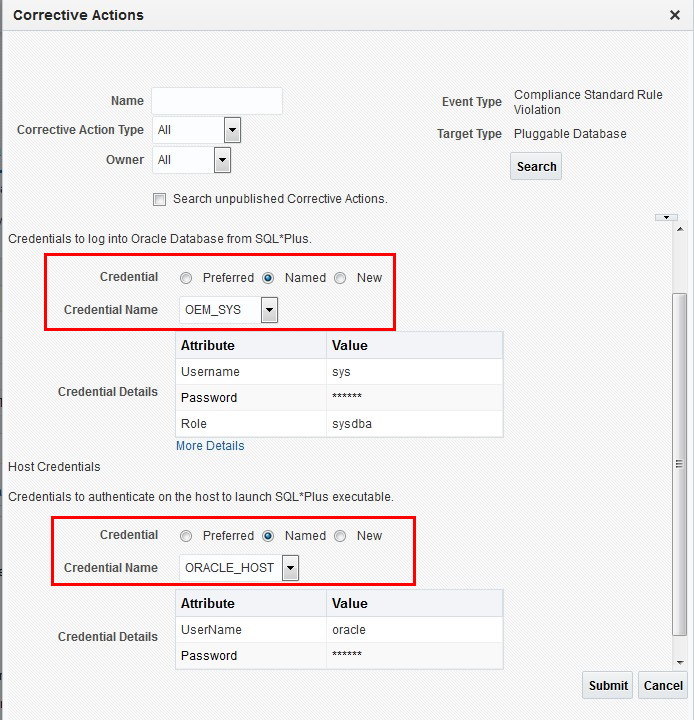 Corrective Actions
Name
Event Type Compliance Standard Rule
Violation
Corrective Action Type All
Target Type Pluggable Database
Owner All
Search
Search unpublished Corrective Actions.
Credentials to log into Oracle Database from SQL*Plus.
Credential Preferred Named New
Credential Name OEM_SYS
Attribute Value
Username sys
Credential Details Password ******
Role sysdba
More Details
Host Credentials
Credentials to authenticate on the host to launch SQL*Plus executable.
Credential Preferred Named New
Credential Name ORACLE_HOST
Attribute Value
UserName oracle
Credential Details
Password ******
Submit Cancel